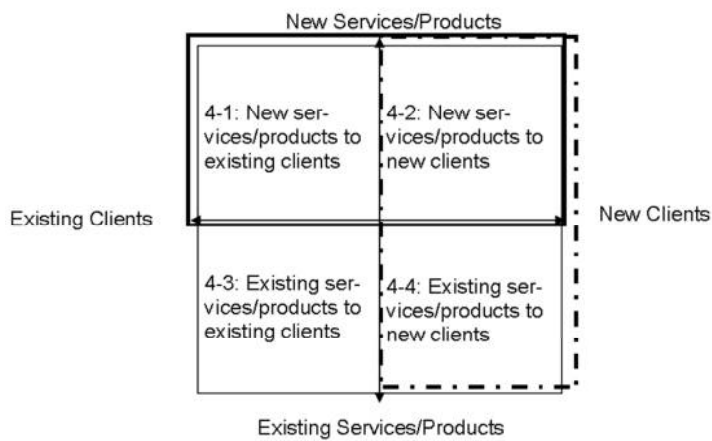 New Services/Products
4-1: New ser-
vices/products to
existing clients
4-2: New ser-
vices/products to
new clients
Existing Clients
New Clients
4-3: Existing ser-
vices/products to
existing clients
4-4: Existing ser-
vices/products to
new clients
Existing Services/Products